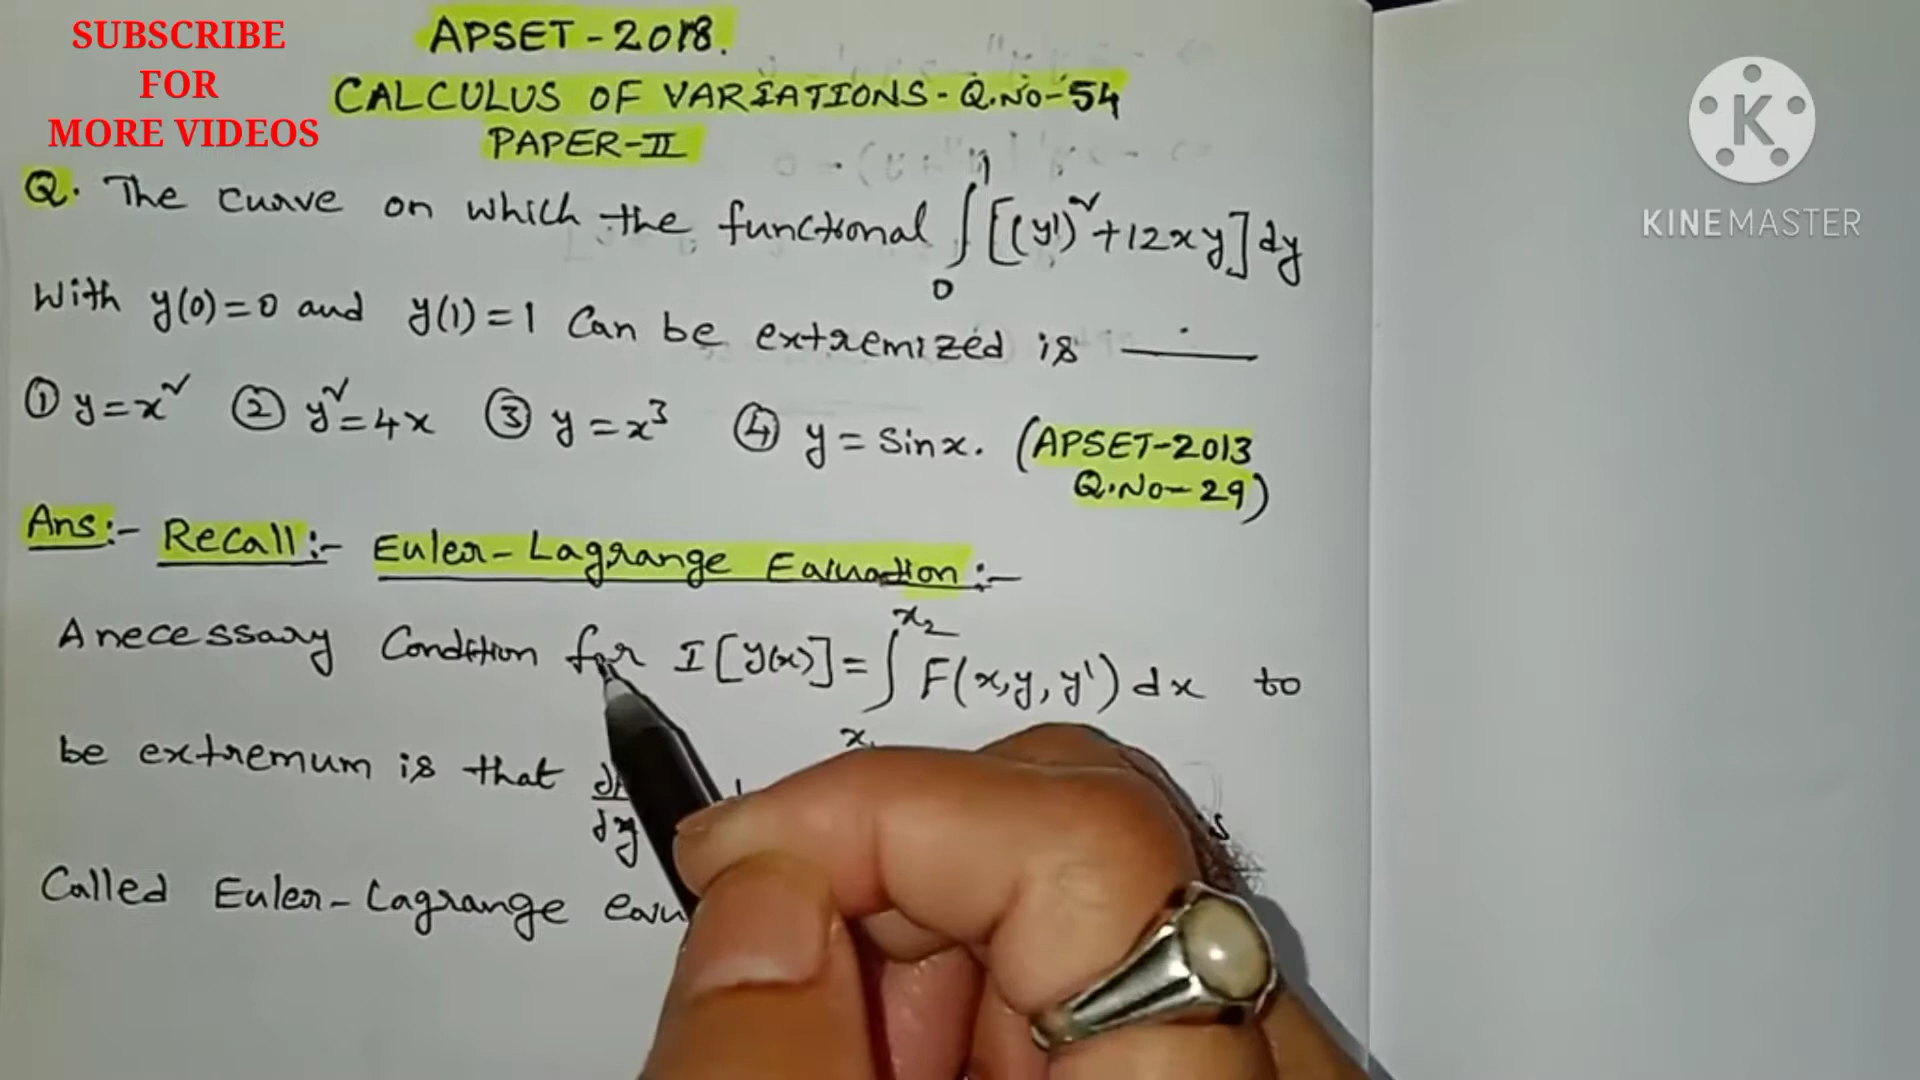 SUBSCRIBE
FOR
MORE VIDEOS
APSET-2018.
CALCULUS OF VARIATIONS-Q.NO-54
PAPER-II
K
KINEMASTER
Q. The curve on which the functional ∫₀¹ [(y')² + 12xy] dy
With y(0)=0 and y(1)=1 Can be extremized is ———.
① y=x² ② y²=4x ③ y=x³ ④ y=Sinx. (APSET-2013
Q.No-29)
Ans:- Recall:- Euler-Lagrange Equation:-
A necessary Condition for I[y(x)] = ∫ₓ₁ˣ² F(x,y,y') dx to
be extremum is that
Called Euler-Lagrange